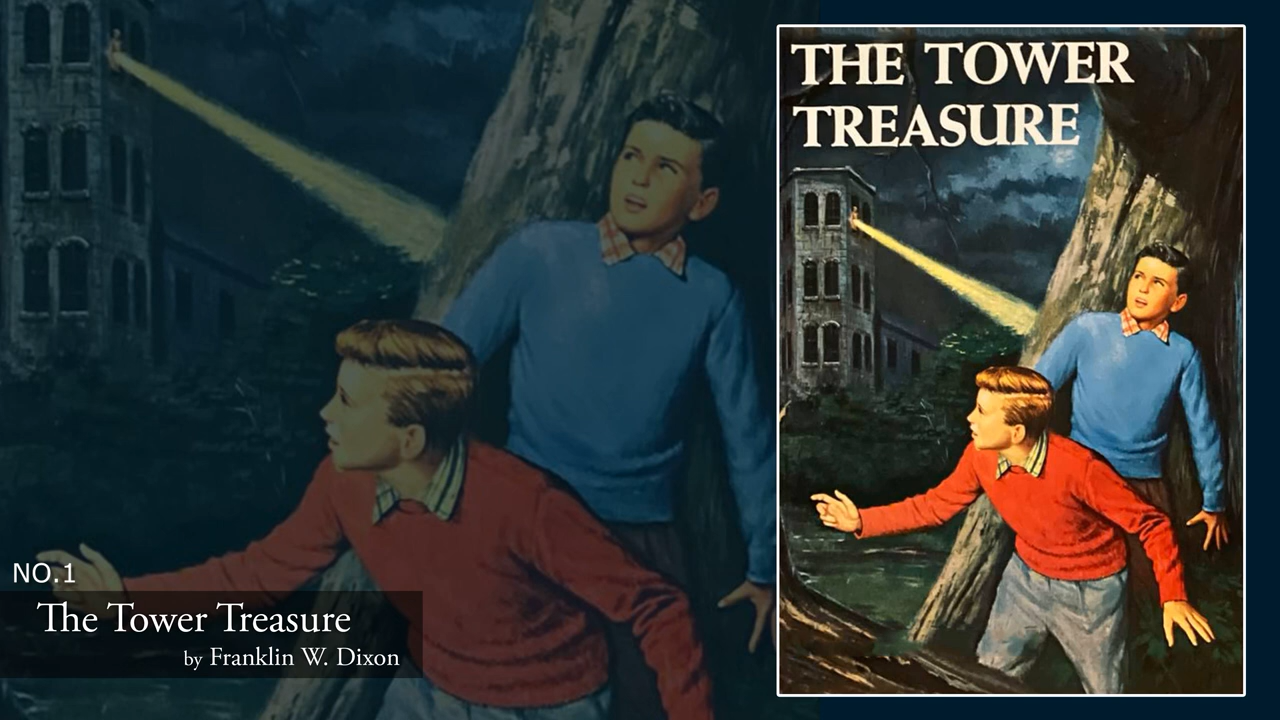 NO.1
The Tower Treasure
by Franklin W. Dixon
THE TOWER
TREASURE